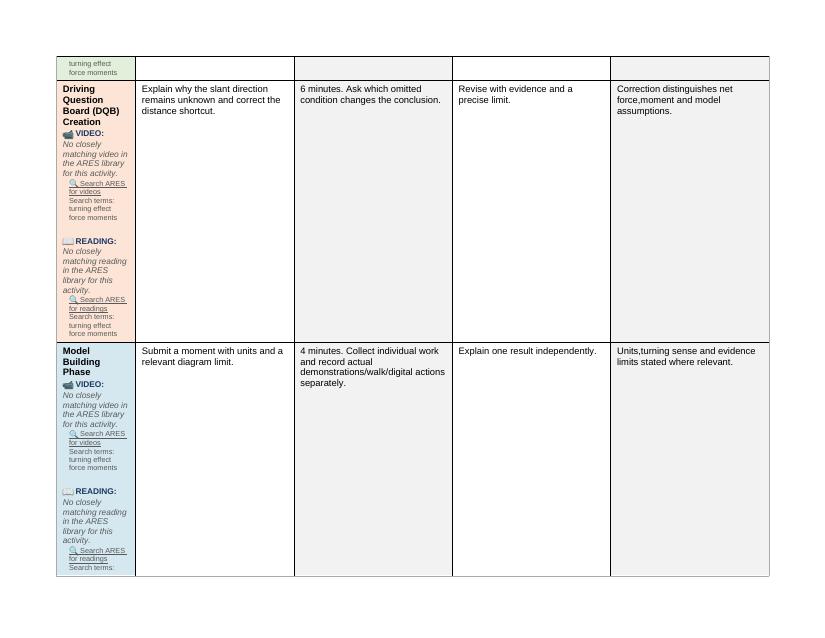 turning effect
force moments
Driving
Question
Board (DQB)
Creation
📹 VIDEO:
No closely
matching video in
the ARES library
for this activity.
🔍 Search ARES
for videos
Search terms:
turning effect
force moments
📖 READING:
No closely
matching reading
in the ARES
library for this
activity.
🔍 Search ARES
for readings
Search terms:
turning effect
force moments
Explain why the slant direction
remains unknown and correct the
distance shortcut.
6 minutes. Ask which omitted
condition changes the conclusion.
Revise with evidence and a
precise limit.
Correction distinguishes net
force,moment and model
assumptions.
Model
Building
Phase
📹 VIDEO:
No closely
matching video in
the ARES library
for this activity.
🔍 Search ARES
for videos
Search terms:
turning effect
force moments
📖 READING:
No closely
matching reading
in the ARES
library for this
activity.
🔍 Search ARES
for readings
Search terms:
Submit a moment with units and a
relevant diagram limit.
4 minutes. Collect individual work
and record actual
demonstrations/walk/digital actions
separately.
Explain one result independently.
Units,turning sense and evidence
limits stated where relevant.